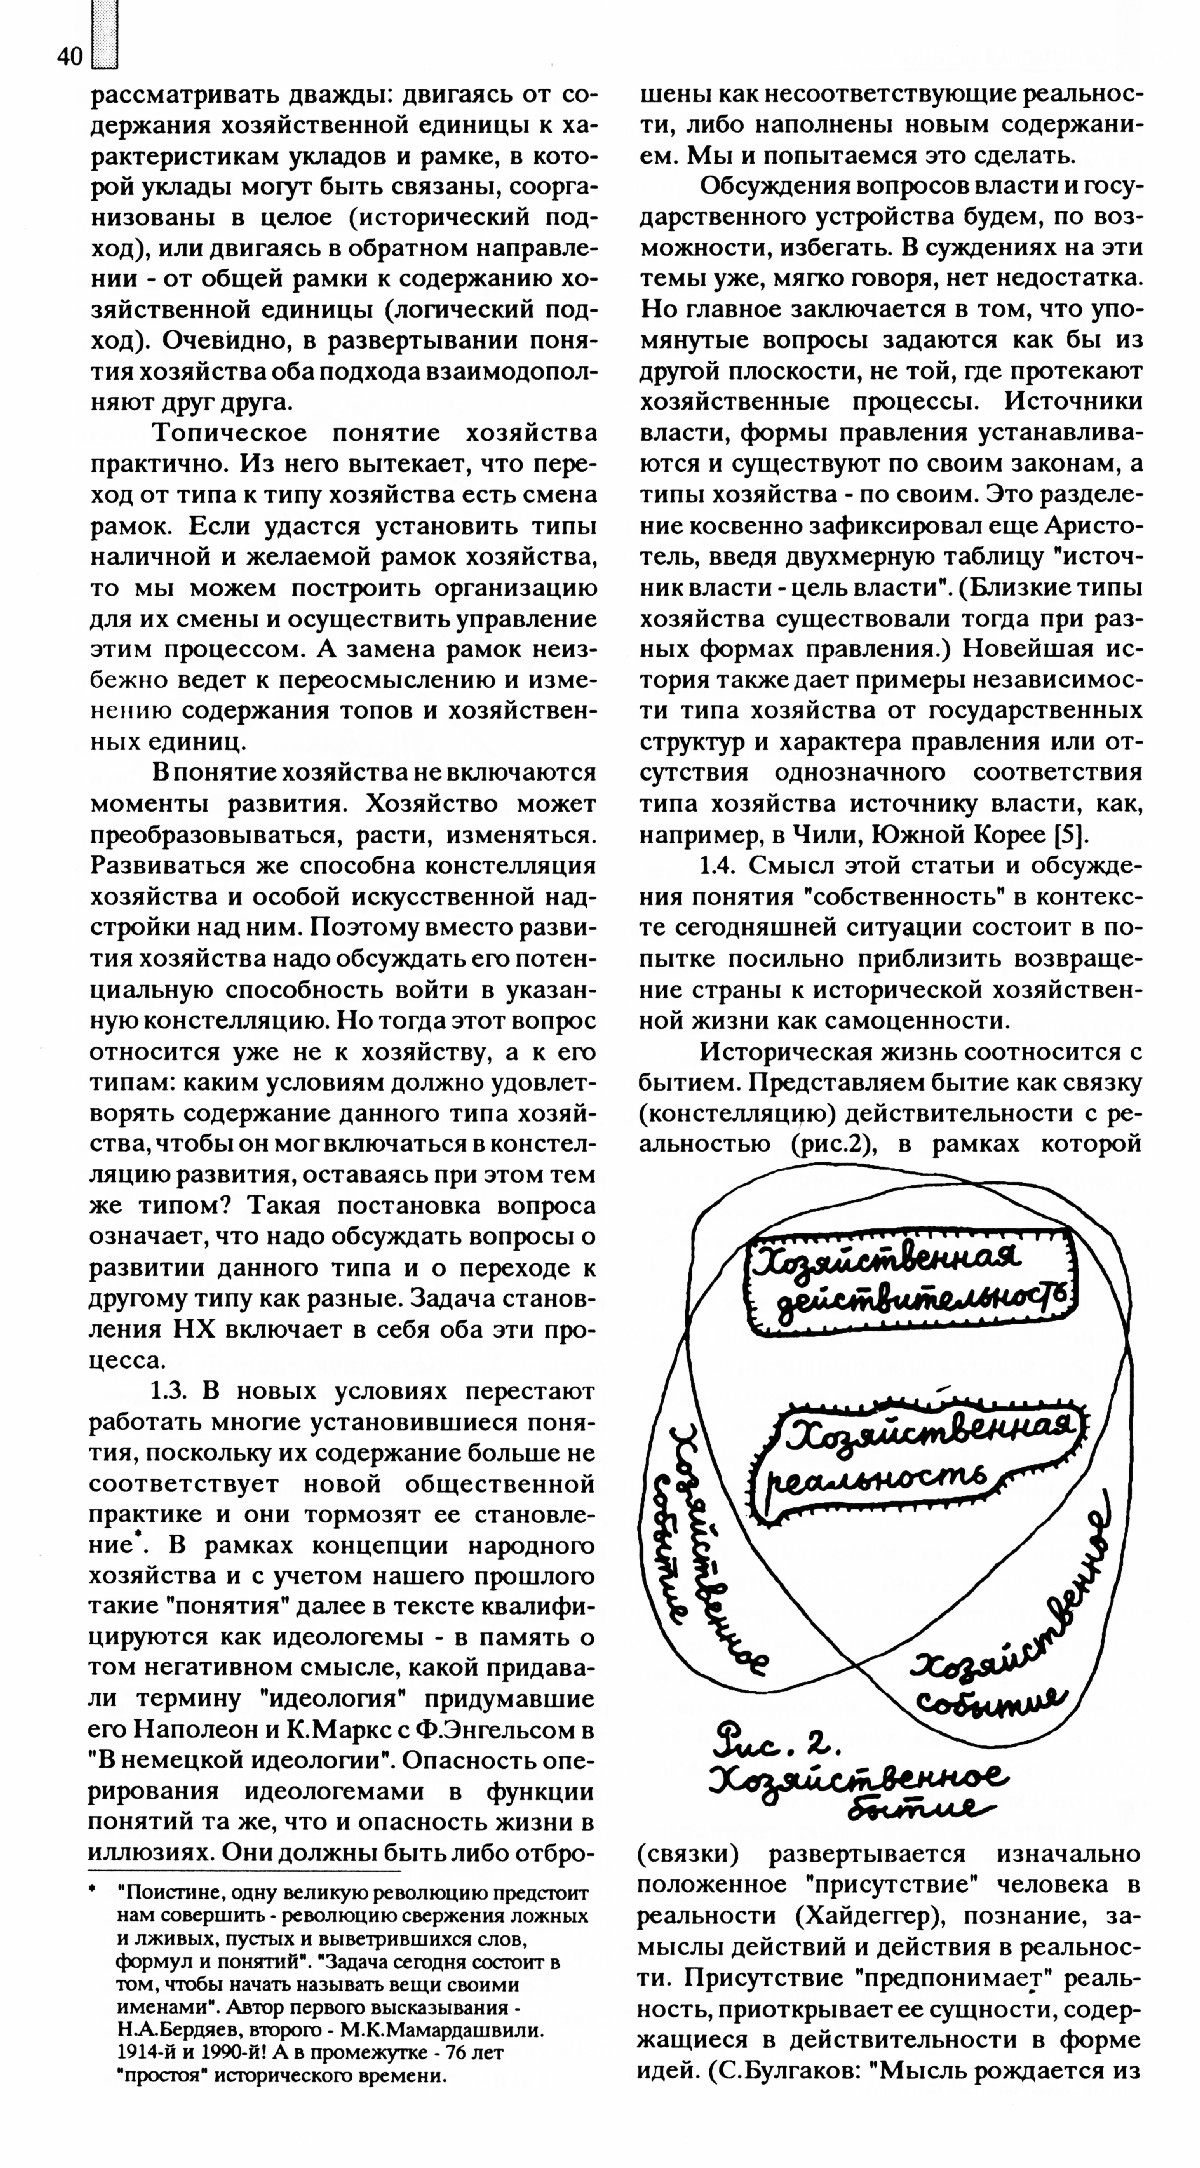 40
рассматривать дважды: двигаясь от со-
держания хозяйственной единицы к ха-
рактеристикам укладов и рамке, в кото-
рой уклады могут быть связаны, соорга-
низованы в целое (исторический под-
ход), или двигаясь в обратном направле-
нии - от общей рамки к содержанию хо-
зяйственной единицы (логический под-
ход). Очевидно, в развертывании поня-
тия хозяйства оба подхода взаимодопол-
няют друг друга.
Топическое понятие хозяйства
практично. Из него вытекает, что пере-
ход от типа к типу хозяйства есть смена
рамок. Если удастся установить типы
наличной и желаемой рамок хозяйства,
то мы можем построить организацию
для их смены и осуществить управление
этим процессом. А замена рамок неиз-
бежно ведет к переосмыслению и изме-
нению содержания топов и хозяйствен-
ных единиц.
В понятие хозяйства не включаются
моменты развития. Хозяйство может
преобразовываться, расти, изменяться.
Развиваться же способна констелляция
хозяйства и особой искусственной над-
стройки над ним. Поэтому вместо разви-
тия хозяйства надо обсуждать его потен-
циальную способность войти в указан-
ную констелляцию. Но тогда этот вопрос
относится уже не к хозяйству, а к его
типам: каким условиям должно удовлет-
ворять содержание данного типа хозяй-
ства, чтобы он мог включаться в констел-
ляцию развития, оставаясь при этом тем
же типом? Такая постановка вопроса
означает, что надо обсуждать вопросы о
развитии данного типа и о переходе к
другому типу как разные. Задача станов-
ления НХ включает в себя оба эти про-
цесса.
1.3. В новых условиях перестают
работать многие установившиеся поня-
тия, поскольку их содержание больше не
соответствует новой общественной
практике и они тормозят ее становле-
ние*. В рамках концепции народного
хозяйства и с учетом нашего прошлого
такие "понятия" далее в тексте квалифи-
цируются как идеологемы - в память о
том негативном смысле, какой придава-
ли термину "идеология" придумавшие
его Наполеон и К.Маркс с Ф.Энгельсом в
"В немецкой идеологии". Опасность опе-
рирования идеологемами в функции
понятий та же, что и опасность жизни в
иллюзиях. Они должны быть либо отбро-
* "Поистине, одну великую революцию предстоит
нам совершить - революцию свержения ложных
и лживых, пустых и выветрившихся слов,
формул и понятий". "Задача сегодня состоит в
том, чтобы начать называть вещи своими
именами". Автор первого высказывания -
Н.А.Бердяев, второго - М.К.Мамардашвили.
1914-й и 1990-й! А в промежутке - 76 лет
"простоя" исторического времени.
шены как несоответствующие реальнос-
ти, либо наполнены новым содержани-
ем. Мы и попытаемся это сделать.
Обсуждения вопросов власти и госу-
дарственного устройства будем, по воз-
можности, избегать. В суждениях на эти
темы уже, мягко говоря, нет недостатка.
Но главное заключается в том, что упо-
мянутые вопросы задаются как бы из
другой плоскости, не той, где протекают
хозяйственные процессы. Источники
власти, формы правления устанавлива-
ются и существуют по своим законам, а
типы хозяйства - по своим. Это разделе-
ние косвенно зафиксировал еще Аристо-
тель, введя двухмерную таблицу "источ-
ник власти - цель власти". (Близкие типы
хозяйства существовали тогда при раз-
ных формах правления.) Новейшая ис-
тория также дает примеры независимос-
ти типа хозяйства от государственных
структур и характера правления или от-
сутствия однозначного соответствия
типа хозяйства источнику власти, как,
например, в Чили, Южной Корее [5].
1.4. Смысл этой статьи и обсужде-
ния понятия "собственность" в контекс-
те сегодняшней ситуации состоит в по-
пытке посильно приблизить возвраще-
ние страны к исторической хозяйствен-
ной жизни как самоценности.
Историческая жизнь соотносится с
бытием. Представляем бытие как связку
(констелляцию) действительности с ре-
альностью (рис.2), в рамках которой
Хозяйственная
действительность
Хозяйственная
реальность
Хозяйственное
событие
Хозяйственное
событие
Рис. 2.
Хозяйственное
бытие
(связки) развертывается изначально
положенное "присутствие" человека в
реальности (Хайдеггер), познание, за-
мыслы действий и действия в реальнос-
ти. Присутствие "предпонимает" реаль-
ность, приоткрывает ее сущности, содер-
жащиеся в действительности в форме
идей. (С.Булгаков: "Мысль рождается из